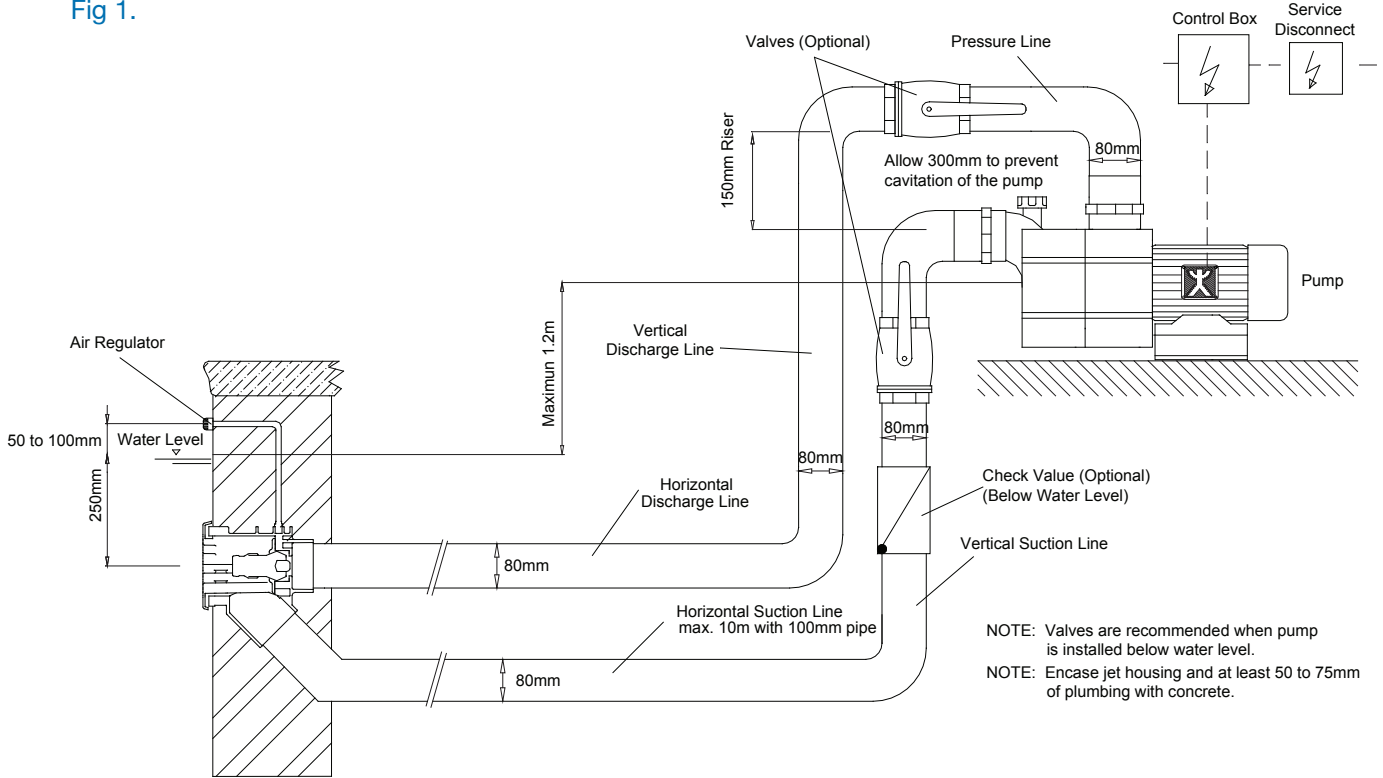 Fig 1.
Control Box
Service
Disconnect
Valves (Optional)
Pressure Line
150mm Riser
Allow 300mm to prevent
cavitation of the pump
80mm
Pump
Vertical
Discharge Line
Maximun 1.2m
Air Regulator
50 to 100mm
Water Level
250mm
80mm
80mm
Horizontal
Discharge Line
Check Value (Optional)
(Below Water Level)
Vertical Suction Line
80mm
Horizontal Suction Line
max. 10m with 100mm pipe
80mm
NOTE: Valves are recommended when pump
is installed below water level.
NOTE: Encase jet housing and at least 50 to 75mm
of plumbing with concrete.